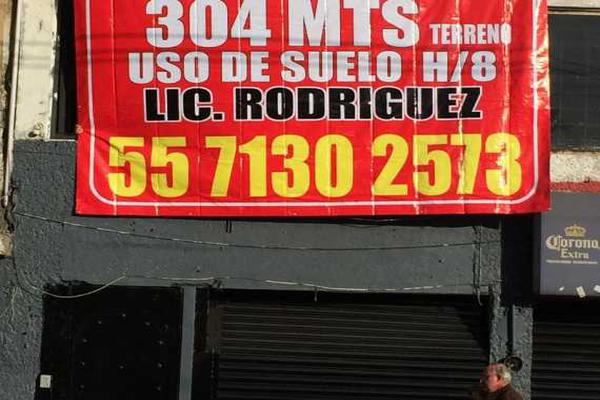 304 MTS TERRENO
USO DE SUELO H/8
LIC. RODRIGUEZ
55 7130 2573
Corona
Extra